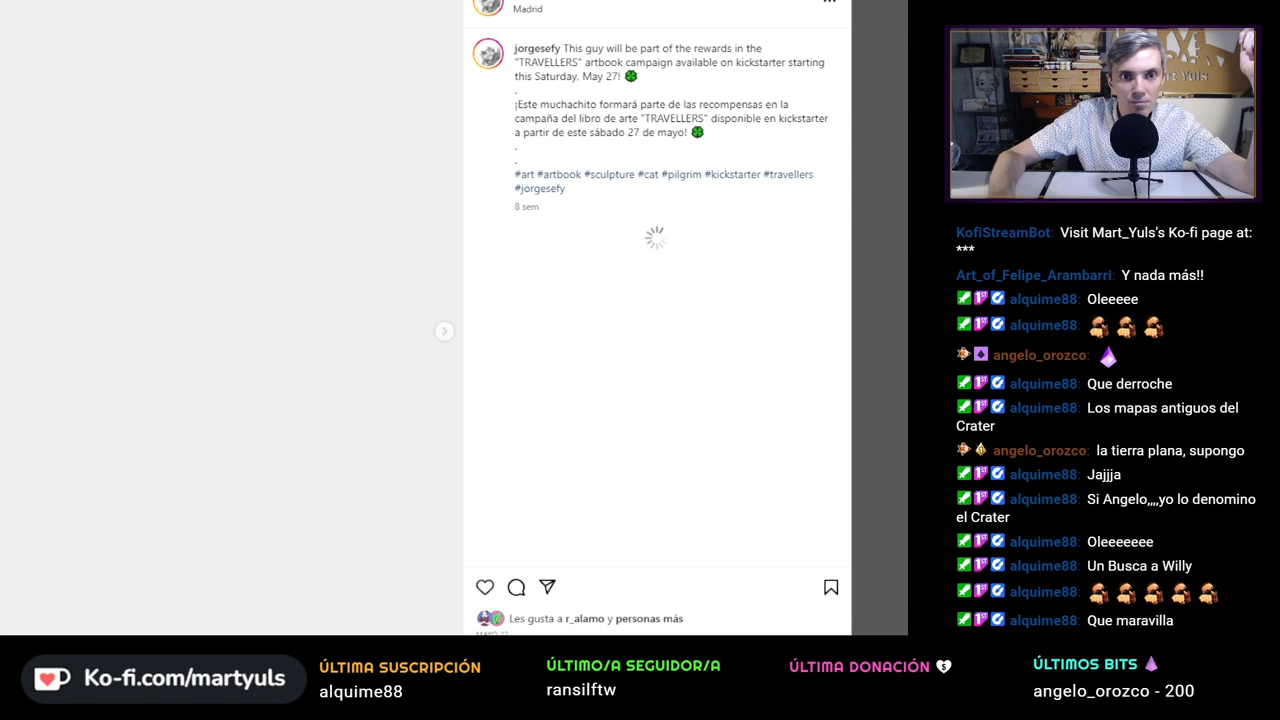 Madrid
jorgesefy This guy will be part of the rewards in the
"TRAVELLERS" artbook campaign available on kickstarter starting
this Saturday, May 27! 🍀
.
¡Este muchachito formará parte de las recompensas en la
campaña del libro de arte "TRAVELLERS" disponible en kickstarter
a partir de este sábado 27 de mayo! 🍀
.
.
#art #artbook #sculpture #cat #pilgrim #kickstarter #travellers
#jorgesefy
8 sem
Les gusta a r_alamo y personas más
KofiStreamBot: Visit Mart_Yuls's Ko-fi page at:
***
Art_of_Felipe_Arambarri: Y nada más!!
alquime88: Oleeeee
alquime88:
angelo_orozco:
alquime88: Que derroche
alquime88: Los mapas antiguos del
Crater
angelo_orozco: la tierra plana, supongo
alquime88: Jajjja
alquime88: Si Angelo,,,,yo lo denomino
el Crater
alquime88: Oleeeeeee
alquime88: Un Busca a Willy
alquime88:
alquime88: Que maravilla
Ko-fi.com/martyuls
ÚLTIMA SUSCRIPCIÓN
alquime88
ÚLTIMO/A SEGUIDOR/A
ransilftw
ÚLTIMA DONACIÓN
ÚLTIMOS BITS
angelo_orozco - 200